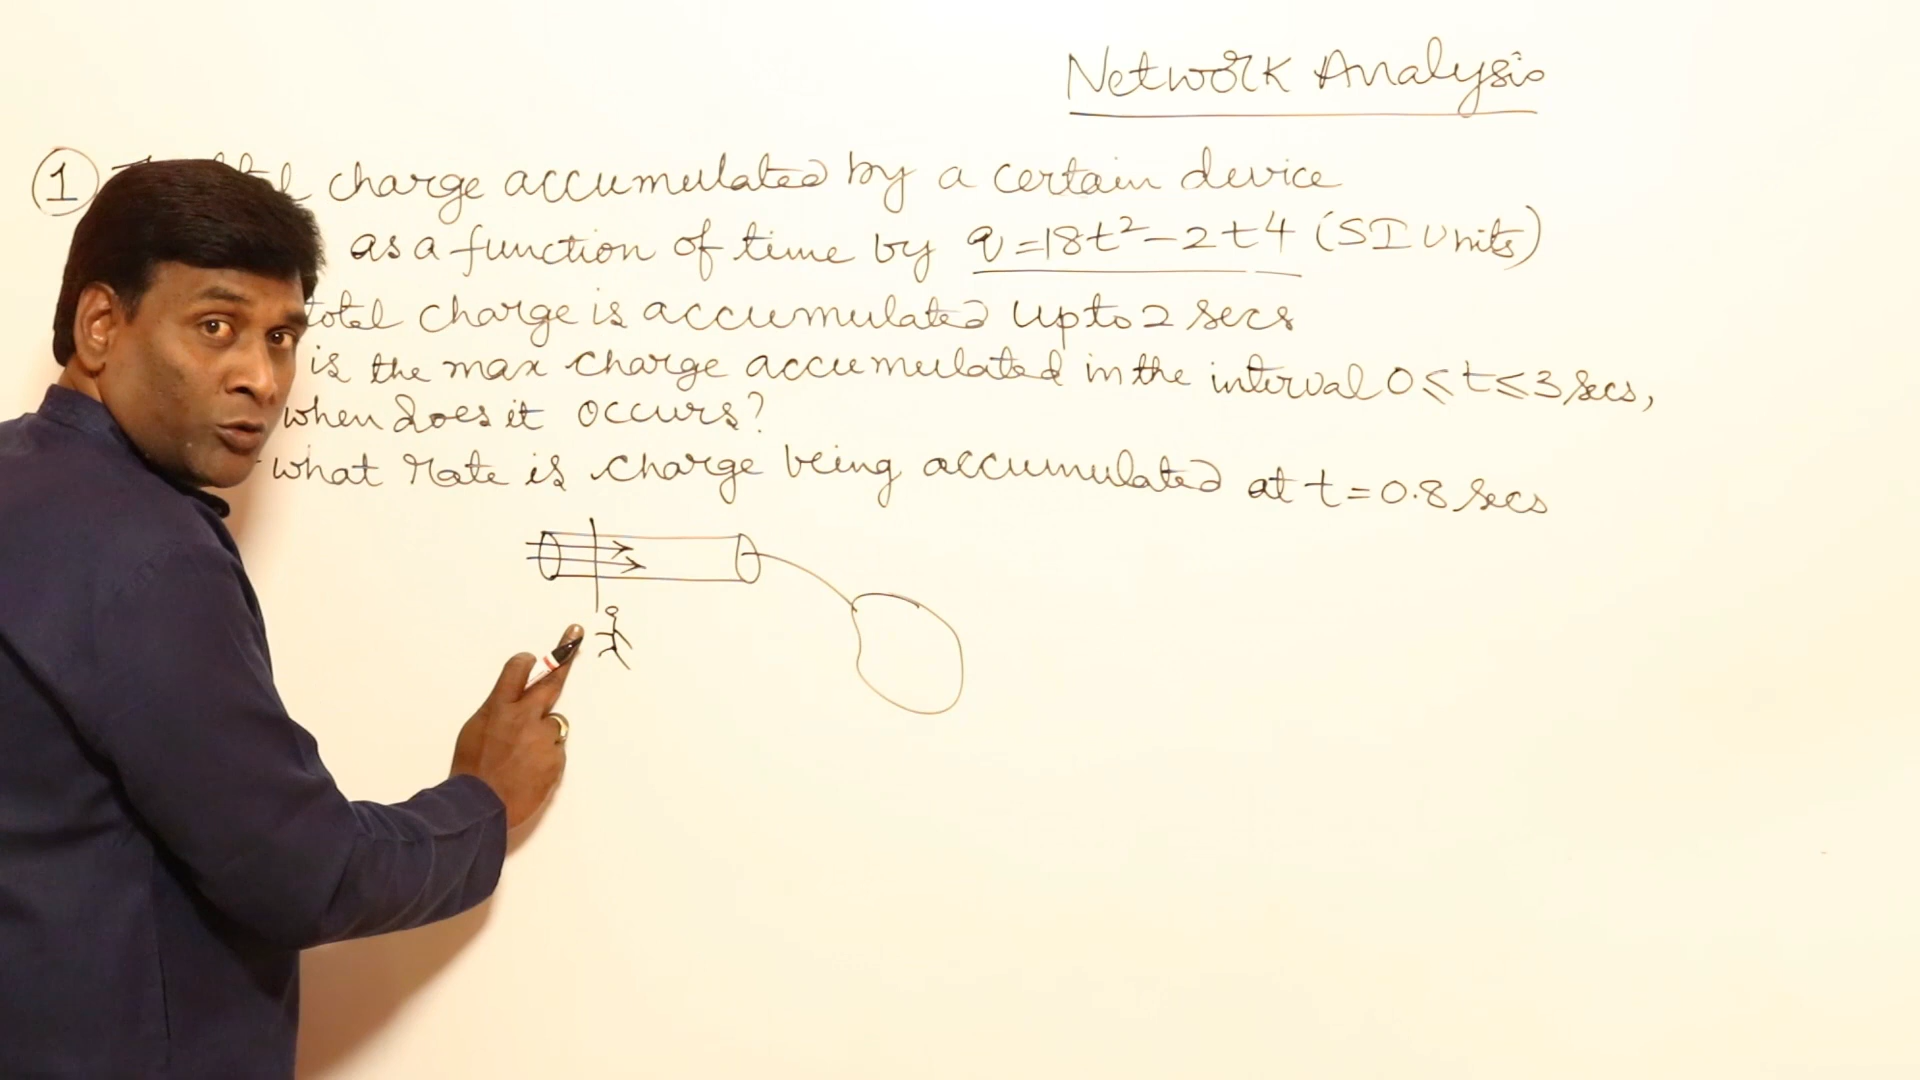 Network Analysis
1 charge accumulated by a certain device
as a function of time by q = 18t² - 2t4 (SI Units)
total charge is accumulated upto 2 secs
is the max charge accumulated in the interval 0 ⩽ t ⩽ 3 secs,
when does it occurs?
what rate is charge being accumulated at t = 0.8 secs